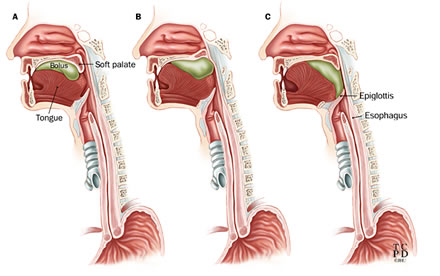 A
B
C
Bolus
Soft palate
Tongue
Epiglottis
Esophagus
T C
P D